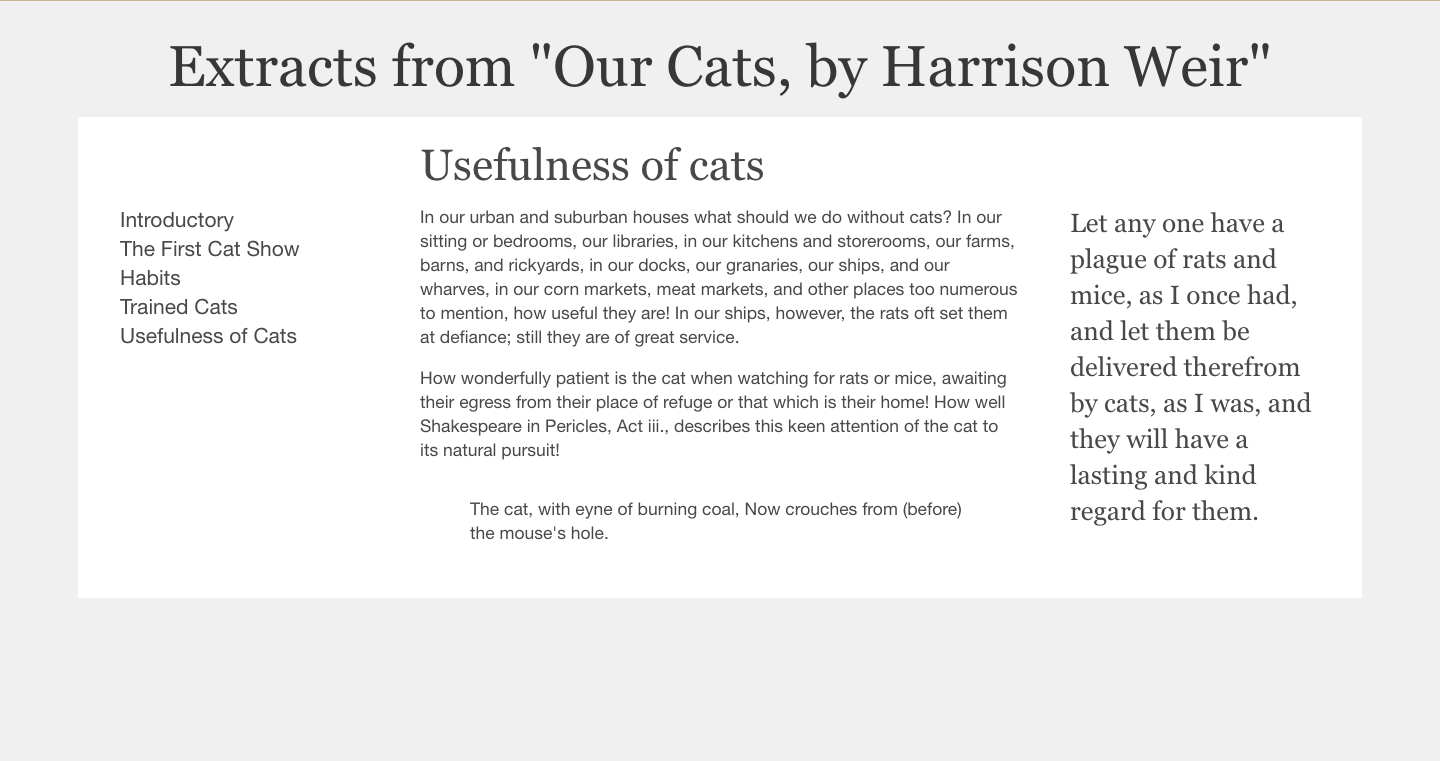 Extracts from "Our Cats, by Harrison Weir"
Introductory
The First Cat Show
Habits
Trained Cats
Usefulness of Cats
Usefulness of cats
In our urban and suburban houses what should we do without cats? In our
sitting or bedrooms, our libraries, in our kitchens and storerooms, our farms,
barns, and rickyards, in our docks, our granaries, our ships, and our
wharves, in our corn markets, meat markets, and other places too numerous
to mention, how useful they are! In our ships, however, the rats oft set them
at defiance; still they are of great service.
How wonderfully patient is the cat when watching for rats or mice, awaiting
their egress from their place of refuge or that which is their home! How well
Shakespeare in Pericles, Act iii., describes this keen attention of the cat to
its natural pursuit!
The cat, with eyne of burning coal, Now crouches from (before)
the mouse's hole.
Let any one have a
plague of rats and
mice, as I once had,
and let them be
delivered therefrom
by cats, as I was, and
they will have a
lasting and kind
regard for them.